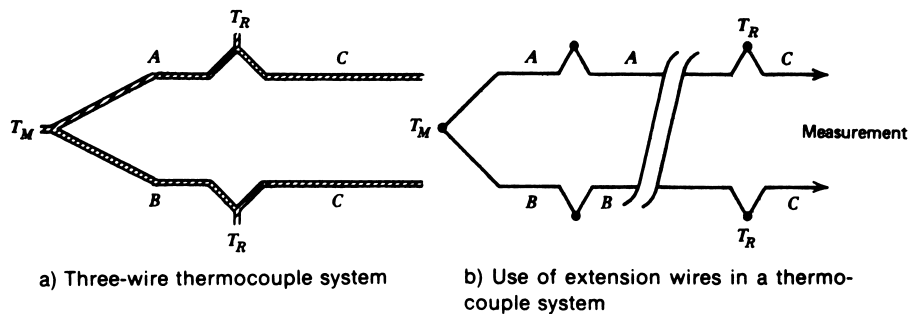 T_R
A
C
T_M
B
C
T_R
a) Three-wire thermocouple system
T_R
A
A
C
T_M
Measurement
B
B
C
T_R
b) Use of extension wires in a thermo-
couple system